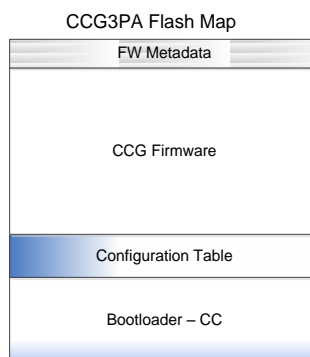 CCG3PA Flash Map
FW Metadata
CCG Firmware
Configuration Table
Bootloader – CC